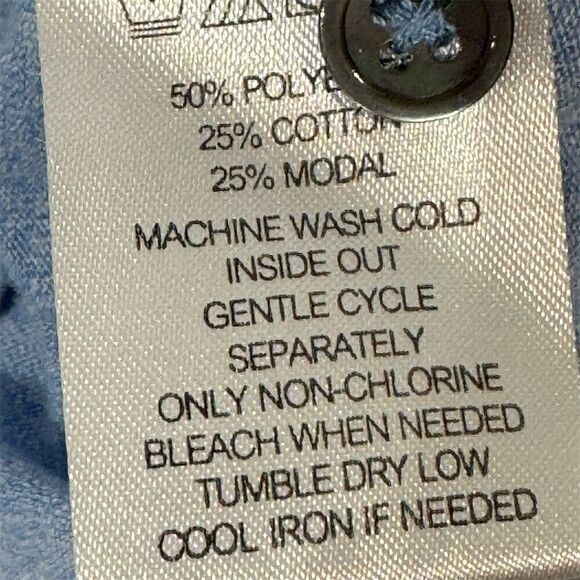 50% POLYE
25% COTTON
25% MODAL
MACHINE WASH COLD
INSIDE OUT
GENTLE CYCLE
SEPARATELY
ONLY NON-CHLORINE
BLEACH WHEN NEEDED
TUMBLE DRY LOW
COOL IRON IF NEEDED